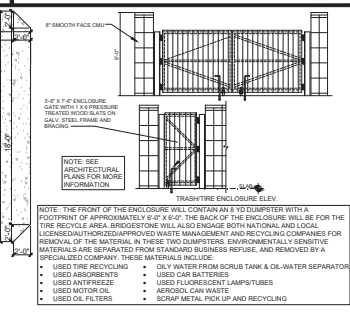 2'-0"
8" SMOOTH FACE CMU
2'-0"
8'-0"
3'-6" X 7'-6" ENCLOSURE
GATE WITH 1 X 6 PRESSURE
TREATED WOOD SLATS ON
GALV. STEEL FRAME AND
BRACING
18'-0"
NOTE: SEE
ARCHITECTURAL
PLANS FOR MORE
INFORMATION
SLAB
TRASH/TIRE ENCLOSURE ELEV.
NOTE : THE FRONT OF THE ENCLOSURE WILL CONTAIN AN 8 YD DUMPSTER WITH A
FOOTPRINT OF APPROXIMATELY 6'-0" X 6'-0". THE BACK OF THE ENCLOSURE WILL BE FOR THE
TIRE RECYCLE AREA. BRIDGESTONE WILL ALSO ENGAGE BOTH NATIONAL AND LOCAL
LICENSED/AUTHORIZED/APPROVED WASTE MANAGEMENT AND RECYCLING COMPANIES FOR
REMOVAL OF THE MATERIAL IN THESE TWO DUMPSTERS. ENVIRONMENTALLY SENSITIVE
MATERIALS ARE SEPARATED FROM STANDARD BUSINESS REFUSE, AND REMOVED BY A
SPECIALIZED COMPANY. THESE MATERIALS INCLUDE:
• USED TIRE RECYCLING
• USED ABSORBENTS
• USED ANTIFREEZE
• USED MOTOR OIL
• USED OIL FILTERS
• OILY WATER FROM SCRUB TANK & OIL-WATER SEPARATOR
• USED CAR BATTERIES
• USED FLUORESCENT LAMPS/TUBES
• AEROSOL CAN WASTE
• SCRAP METAL PICK UP AND RECYCLING
2'-0"
2'-0"